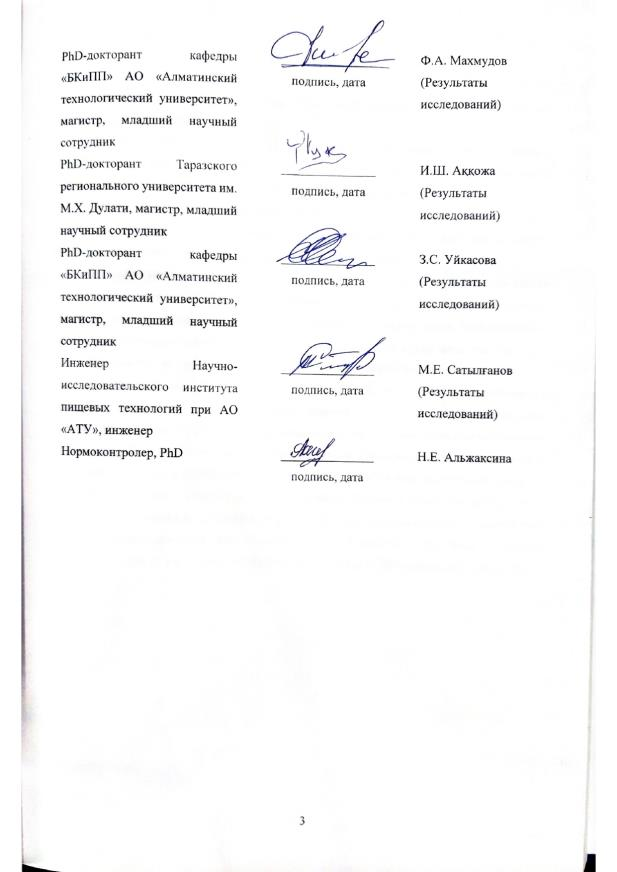 PhD-докторант кафедры
«БКиПП» АО «Алматинский
технологический университет»,
магистр, младший научный
сотрудник
подпись, дата
Ф.А. Махмудов
(Результаты
исследований)
PhD-докторант Таразского
регионального университета им.
М.Х. Дулати, магистр, младший
научный сотрудник
подпись, дата
И.Ш. Аққожа
(Результаты
исследований)
PhD-докторант кафедры
«БКиПП» АО «Алматинский
технологический университет»,
магистр, младший научный
сотрудник
подпись, дата
З.С. Уйкасова
(Результаты
исследований)
Инженер Научно-
исследовательского института
пищевых технологий при АО
«АТУ», инженер
подпись, дата
М.Е. Сатылғанов
(Результаты
исследований)
Нормоконтролер, PhD
подпись, дата
Н.Е. Альжаксина
3